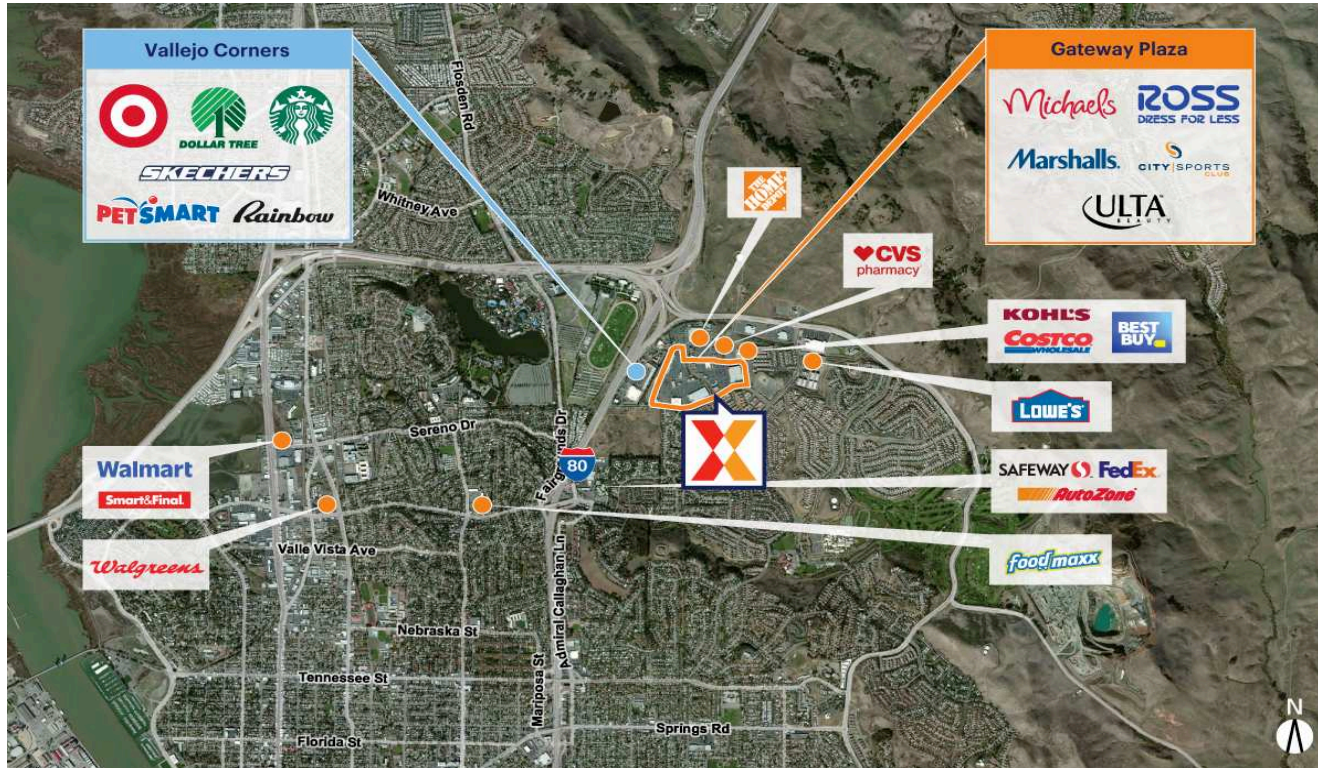 Vallejo Corners
DOLLAR TREE
SKECHERS
PETSMART Rainbow
Gateway Plaza
Michaels ROSS
DRESS FOR LESS
Marshalls. CITY SPORTS
CLUB
ULTA
BEAUTY
Flosden Rd
Whitney Ave
THE
HOME
DEPOT
CVS
pharmacy
KOHL'S
COSTCO
WHOLESALE
BEST
BUY
LOWE'S
Sereno Dr
Fairgrounds Dr
80
Walmart
Smart&Final.
SAFEWAY FedEx
AutoZone
Walgreens
Valle Vista Ave
food maxx
Admiral Callaghan Ln
Nebraska St
Mariposa St
Tennessee St
Springs Rd
Florida St
N